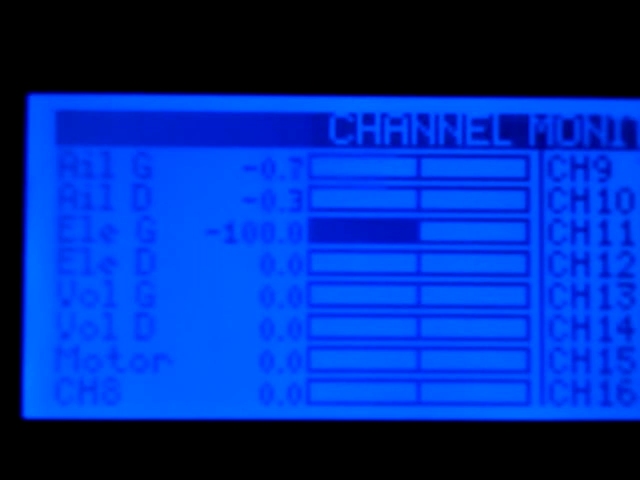 CHANNEL MONI
Ail G -0.7 CH9
Ail D -0.3 CH10
Ele G -100.0 CH11
Ele D 0.0 CH12
Vol G 0.0 CH13
Vol D 0.0 CH14
Motor 0.0 CH15
CH8 0.0 CH16